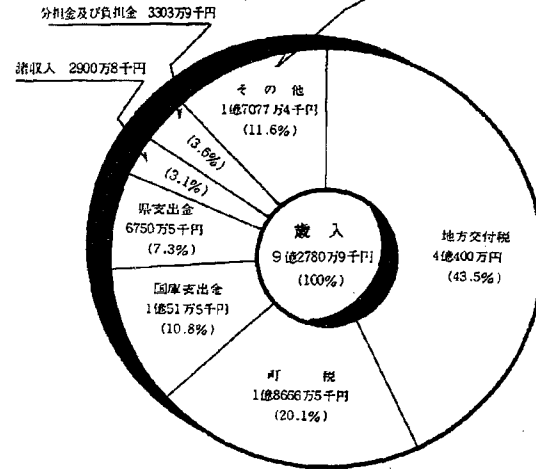 分担金及び負担金 3303万9千円
諸収入 2900万8千円
その他
1億7077万4千円
(11.6%)
(3.6%)
(3.1%)
県支出金
6750万5千円
(7.3%)
国庫支出金
1億51万5千円
(10.8%)
町税
1億8666万5千円
(20.1%)
地方交付税
4億400万円
(43.5%)
歳入
9億2780万9千円
(100%)